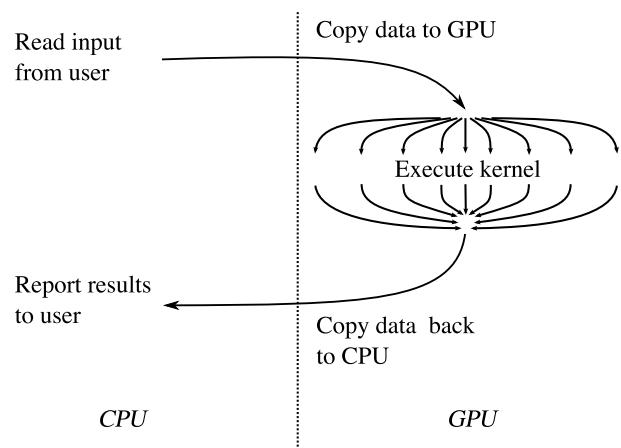 Read input
from user
Copy data to GPU
Execute kernel
Report results
to user
Copy data back
to CPU
CPU
GPU